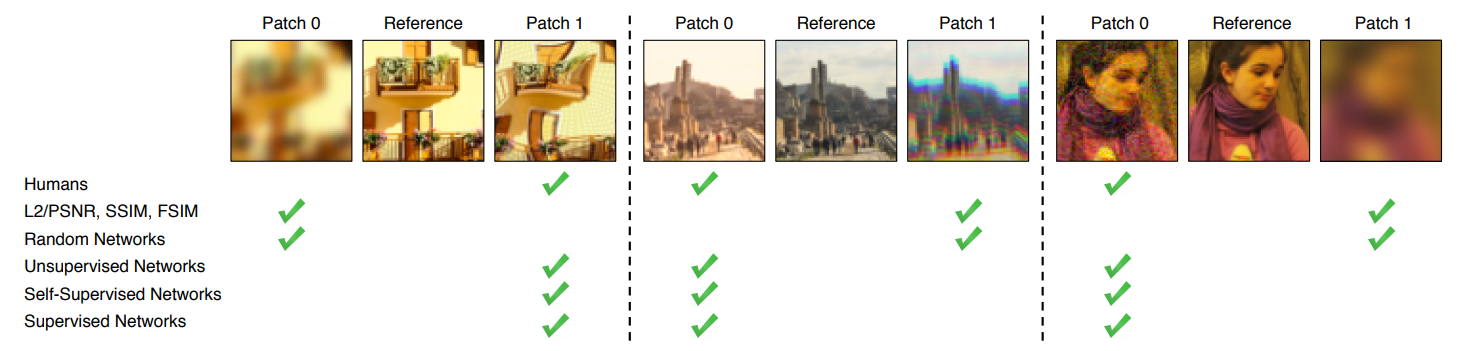 Patch 0 Reference Patch 1 Patch 0 Reference Patch 1 Patch 0 Reference Patch 1
Humans
L2/PSNR, SSIM, FSIM
Random Networks
Unsupervised Networks
Self-Supervised Networks
Supervised Networks